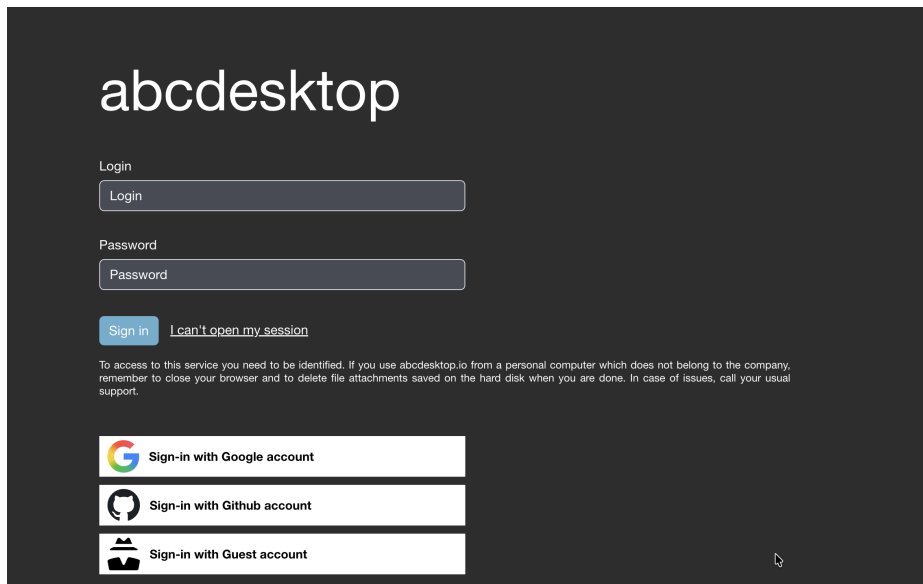 abcdesktop
Login
Login
Password
Password
Sign in I can't open my session
To access to this service you need to be identified. If you use abcdesktop.io from a personal computer which does not belong to the company,
remember to close your browser and to delete file attachments saved on the hard disk when you are done. In case of issues, call your usual
support.
Sign-in with Google account
Sign-in with Github account
Sign-in with Guest account